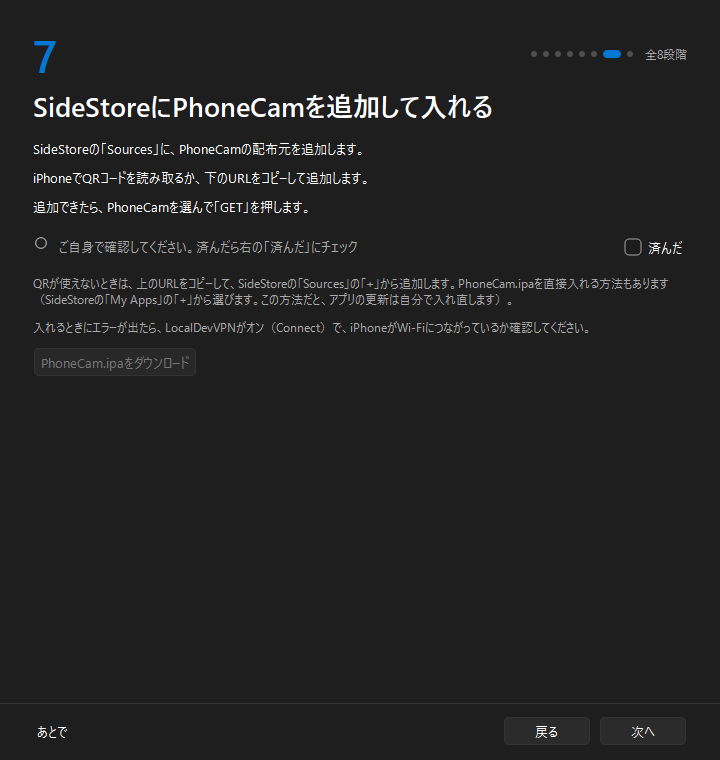 7
全8段階
SideStoreにPhoneCamを追加して入れる
SideStoreの「Sources」に、PhoneCamの配布元を追加します。
iPhoneでQRコードを読み取るか、下のURLをコピーして追加します。
追加できたら、PhoneCamを選んで「GET」を押します。
ご自身で確認してください。済んだら右の「済んだ」にチェック
済んだ
QRが使えないときは、上のURLをコピーして、SideStoreの「Sources」の「+」から追加します。PhoneCam.ipaを直接入れる方法もあります
（SideStoreの「My Apps」の「+」から選びます。この方法だと、アプリの更新は自分で入れ直します）。
入れるときにエラーが出たら、LocalDevVPNがオン（Connect）で、iPhoneがWi-Fiにつながっているか確認してください。
PhoneCam.ipaをダウンロード
あとで
戻る
次へ